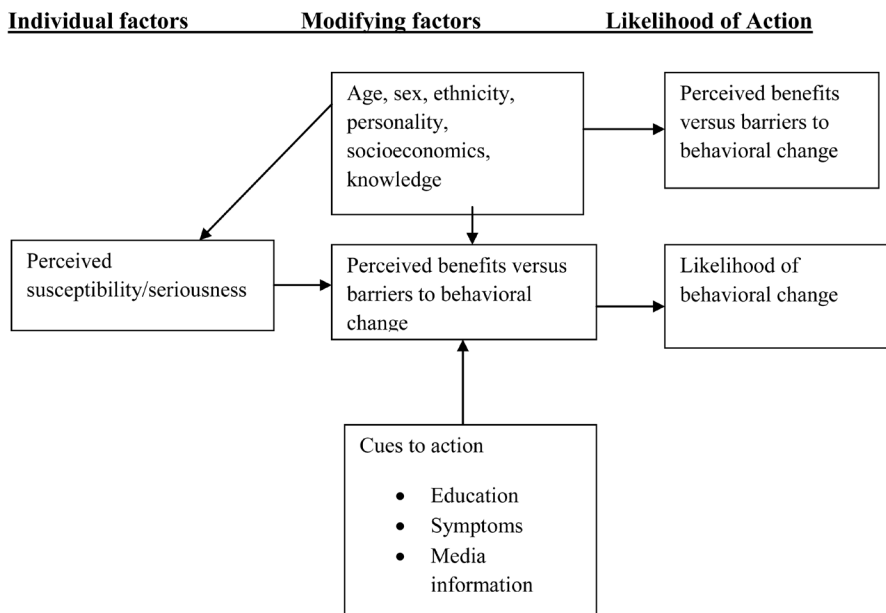 Individual factors Modifying factors Likelihood of Action
Age, sex, ethnicity,
personality,
socioeconomics,
knowledge
Perceived benefits
versus barriers to
behavioral change
Perceived
susceptibility/seriousness
Perceived benefits versus
barriers to behavioral
change
Likelihood of
behavioral change
Cues to action
• Education
• Symptoms
• Media
information